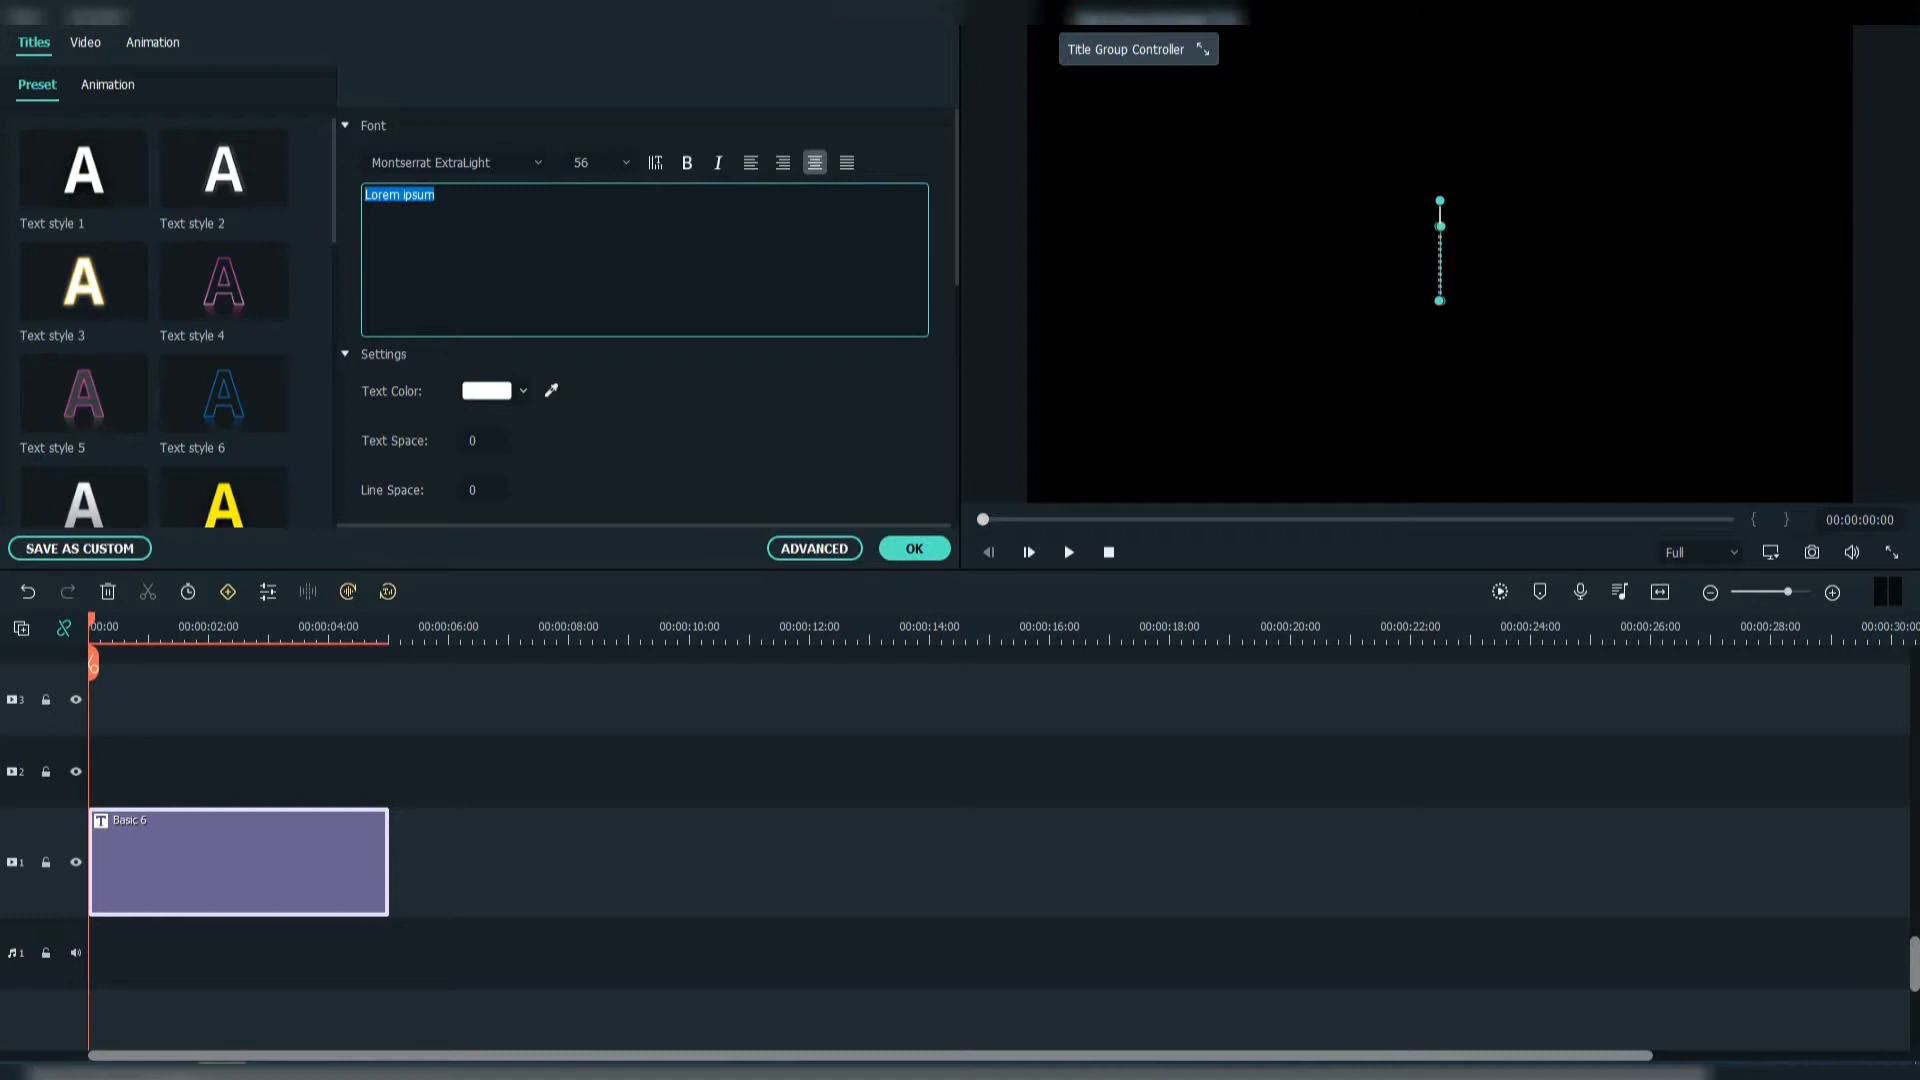 Titles Video Animation
Title Group Controller
Preset Animation
Font
Montserrat ExtraLight 56 B I
Lorem ipsum
A A
Text style 1 Text style 2
A A
Text style 3 Text style 4
A A
Text style 5 Text style 6
A A
Settings
Text Color:
Text Space: 0
Line Space: 0
SAVE AS CUSTOM ADVANCED OK
{ } 00:00:00:00
Full
00:00 00:00:02:00 00:00:04:00 00:00:06:00 00:00:08:00 00:00:10:00 00:00:12:00 00:00:14:00 00:00:16:00 00:00:18:00 00:00:20:00 00:00:22:00 00:00:24:00 00:00:26:00 00:00:28:00 00:00:30:00
3
2
T Basic 6
1
1